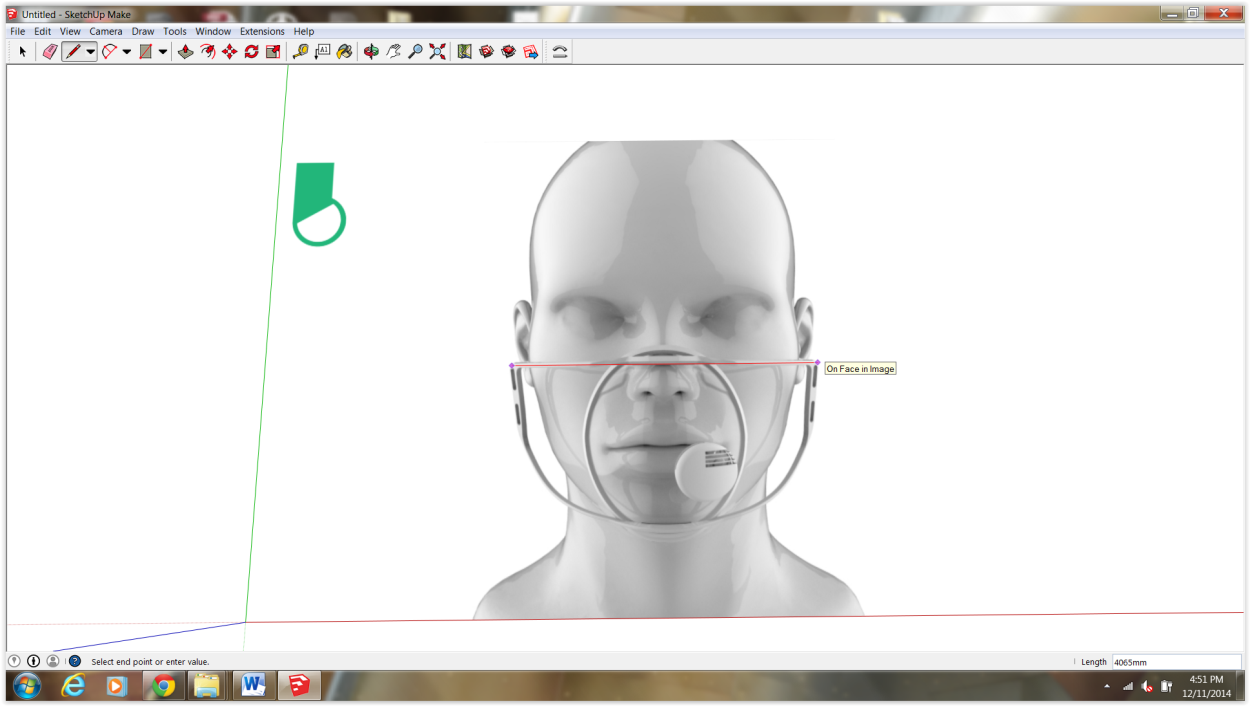 Untitled - SketchUp Make
File Edit View Camera Draw Tools Window Extensions Help
A1
On Face in Image
Select end point or enter value.
Length 4065mm
4:51 PM
12/11/2014